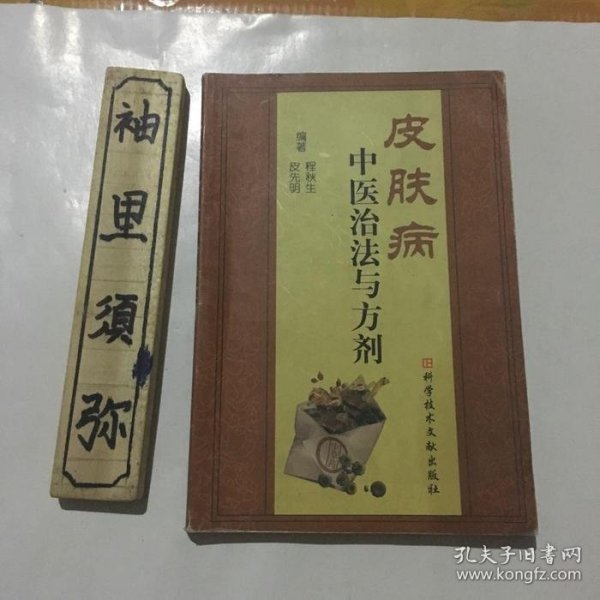 袖里須弥
皮肤病
中医治法与方剂
编著
程秋生
皮先明
科学技术文献出版社
孔夫子旧书网
www.kongfz.com